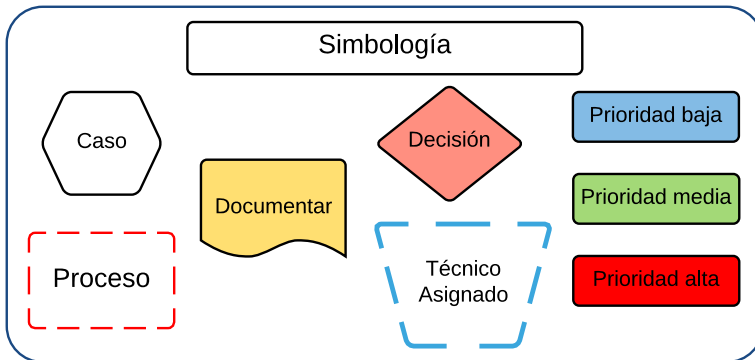 Simbología
Caso
Decisión
Prioridad baja
Documentar
Prioridad media
Proceso
Técnico
Asignado
Prioridad alta